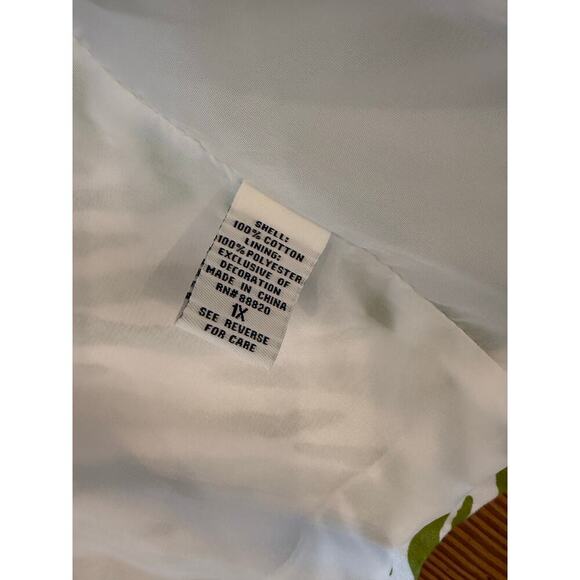 SHELL:
100% COTTON
LINING:
100% POLYESTER
EXCLUSIVE OF
DECORATION
MADE IN CHINA
RN# 88820
1X
SEE REVERSE
FOR CARE